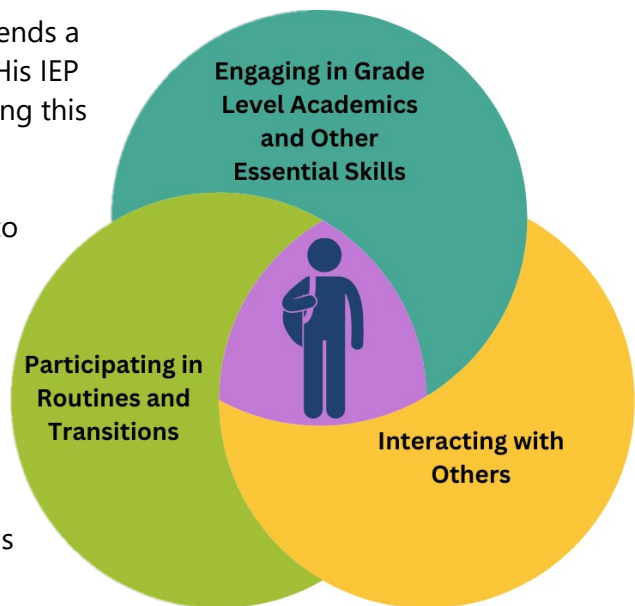 ends a
His IEP
ng this
Engaging in Grade
Level Academics
and Other
Essential Skills
to
Participating in
Routines and
Transitions
Interacting with
Others
s